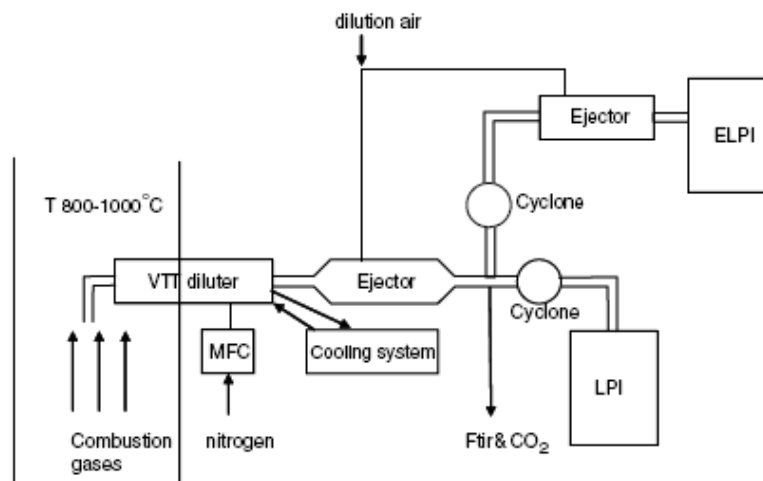 dilution air
Ejector
ELPI
T 800-1000°C
Cyclone
VTT diluter
Ejector
Cyclone
MFC
Cooling system
LPI
Combustion
gases
nitrogen
Ftir& CO₂